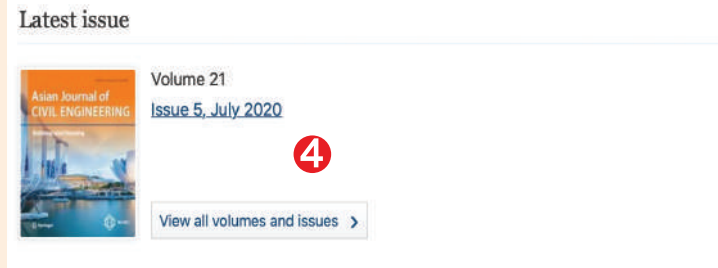 Latest issue
Volume 21
Issue 5, July 2020
Asian Journal of
CIVIL ENGINEERING
4
View all volumes and issues >
Springer